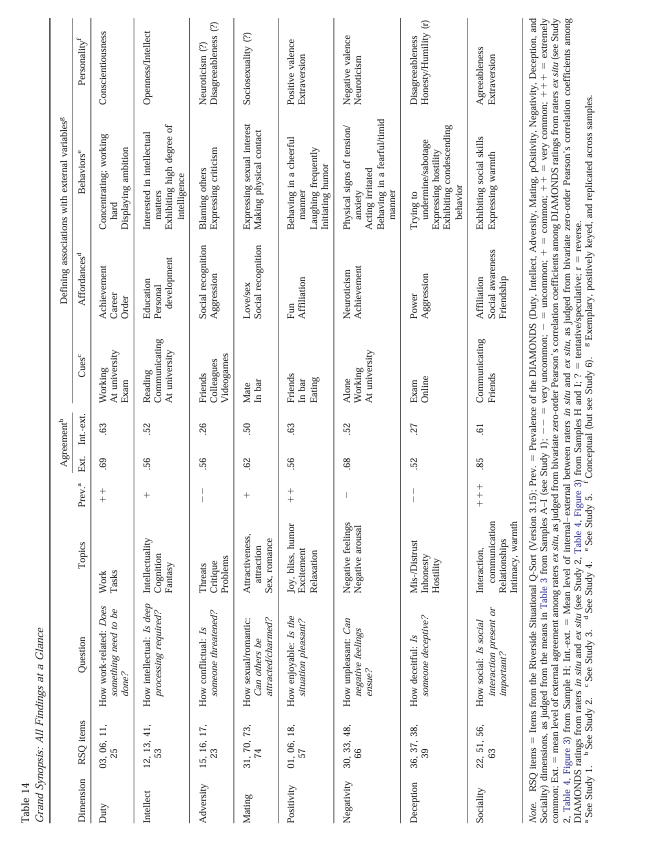 Table 14
Grand Synopsis: All Findings at a Glance
Agreement^b Defining associations with external variables^g
Dimension RSQ items Question Topics Prev.^a Ext. Int.-ext. Cues^c Affordances^d Behaviors^e Personality^f
Duty 03, 06, 11, How work-related: Does Work ++ .69 .63 Working Achievement Concentrating; working Conscientiousness
25 something need to be Tasks At university Career hard
done? Exam Order Displaying ambition
Intellect 12, 13, 41, How intellectual: Is deep Intellectuality + .56 .52 Reading Education Interested in intellectual Openness/Intellect
53 processing required? Cognition Communicating Personal matters
Fantasy At university development Exhibiting high degree of
intelligence
Adversity 15, 16, 17, How conflictual: Is Threats −− .56 .26 Friends Social recognition Blaming others Neuroticism (?)
23 someone threatened? Critique Colleagues Aggression Expressing criticism Disagreeableness (?)
Problems Videogames
Mating 31, 70, 73, How sexual/romantic: Attractiveness, + .62 .50 Mate Love/sex Expressing sexual interest Sociosexuality (?)
74 Can others be attraction In bar Social recognition Making physical contact
attracted/charmed? Sex, romance
Positivity 01, 06, 18, How enjoyable: Is the Joy, bliss, humor ++ .56 .63 Friends Fun Behaving in a cheerful Positive valence
57 situation pleasant? Excitement In bar Affiliation manner Extraversion
Relaxation Eating Laughing frequently
Initiating humor
Negativity 30, 33, 48, How unpleasant: Can Negative feelings − .68 .52 Alone Neuroticism Physical signs of tension/ Negative valence
66 negative feelings Negative arousal Working Achievement anxiety Neuroticism
ensue? At university Acting irritated
Behaving in a fearful/timid
manner
Deception 36, 37, 38, How deceitful: Is Mis-/Distrust −− .52 .27 Exam Power Trying to Disagreeableness
39 someone deceptive? Inhonesty Online Aggression undermine/sabotage Honesty/Humility (r)
Hostility Expressing hostility
Exhibiting condescending
behavior
Sociality 22, 51, 56, How social: Is social Interaction, +++ .85 .61 Communicating Affiliation Exhibiting social skills Agreeableness
63 interaction present or communication Friends Social awareness Expressing warmth Extraversion
important? Relationships Friendship
Intimacy, warmth
Note. RSQ items = Items from the Riverside Situational Q-Sort (Version 3.15); Prev. = Prevalence of the DIAMONDS (Duty, Intellect, Adversity, Mating, pOsitivity, Negativity, Deception, and
Sociality) dimensions, as judged from the means in Table 3 from Samples A–I (see Study 1); −− = very uncommon; − = uncommon; + = common; ++ = very common; +++ = extremely
common; Ext. = mean level of external agreement among raters ex situ, as judged from bivariate zero-order Pearson's correlation coefficients among DIAMONDS ratings from raters ex situ (see Study
2, Table 4, Figure 3) from Sample H; Int.-ext. = Mean level of internal–external between raters in situ and ex situ, as judged from bivariate zero-order Pearson's correlation coefficients among
DIAMONDS ratings from raters in situ and ex situ (see Study 2, Table 4, Figure 3) from Samples H and I; ? = tentative/speculative; r = reverse.
^a See Study 1. ^b See Study 2. ^c See Study 3. ^d See Study 4. ^e See Study 5. ^f Conceptual (but see Study 6). ^g Exemplary, positively keyed, and replicated across samples.